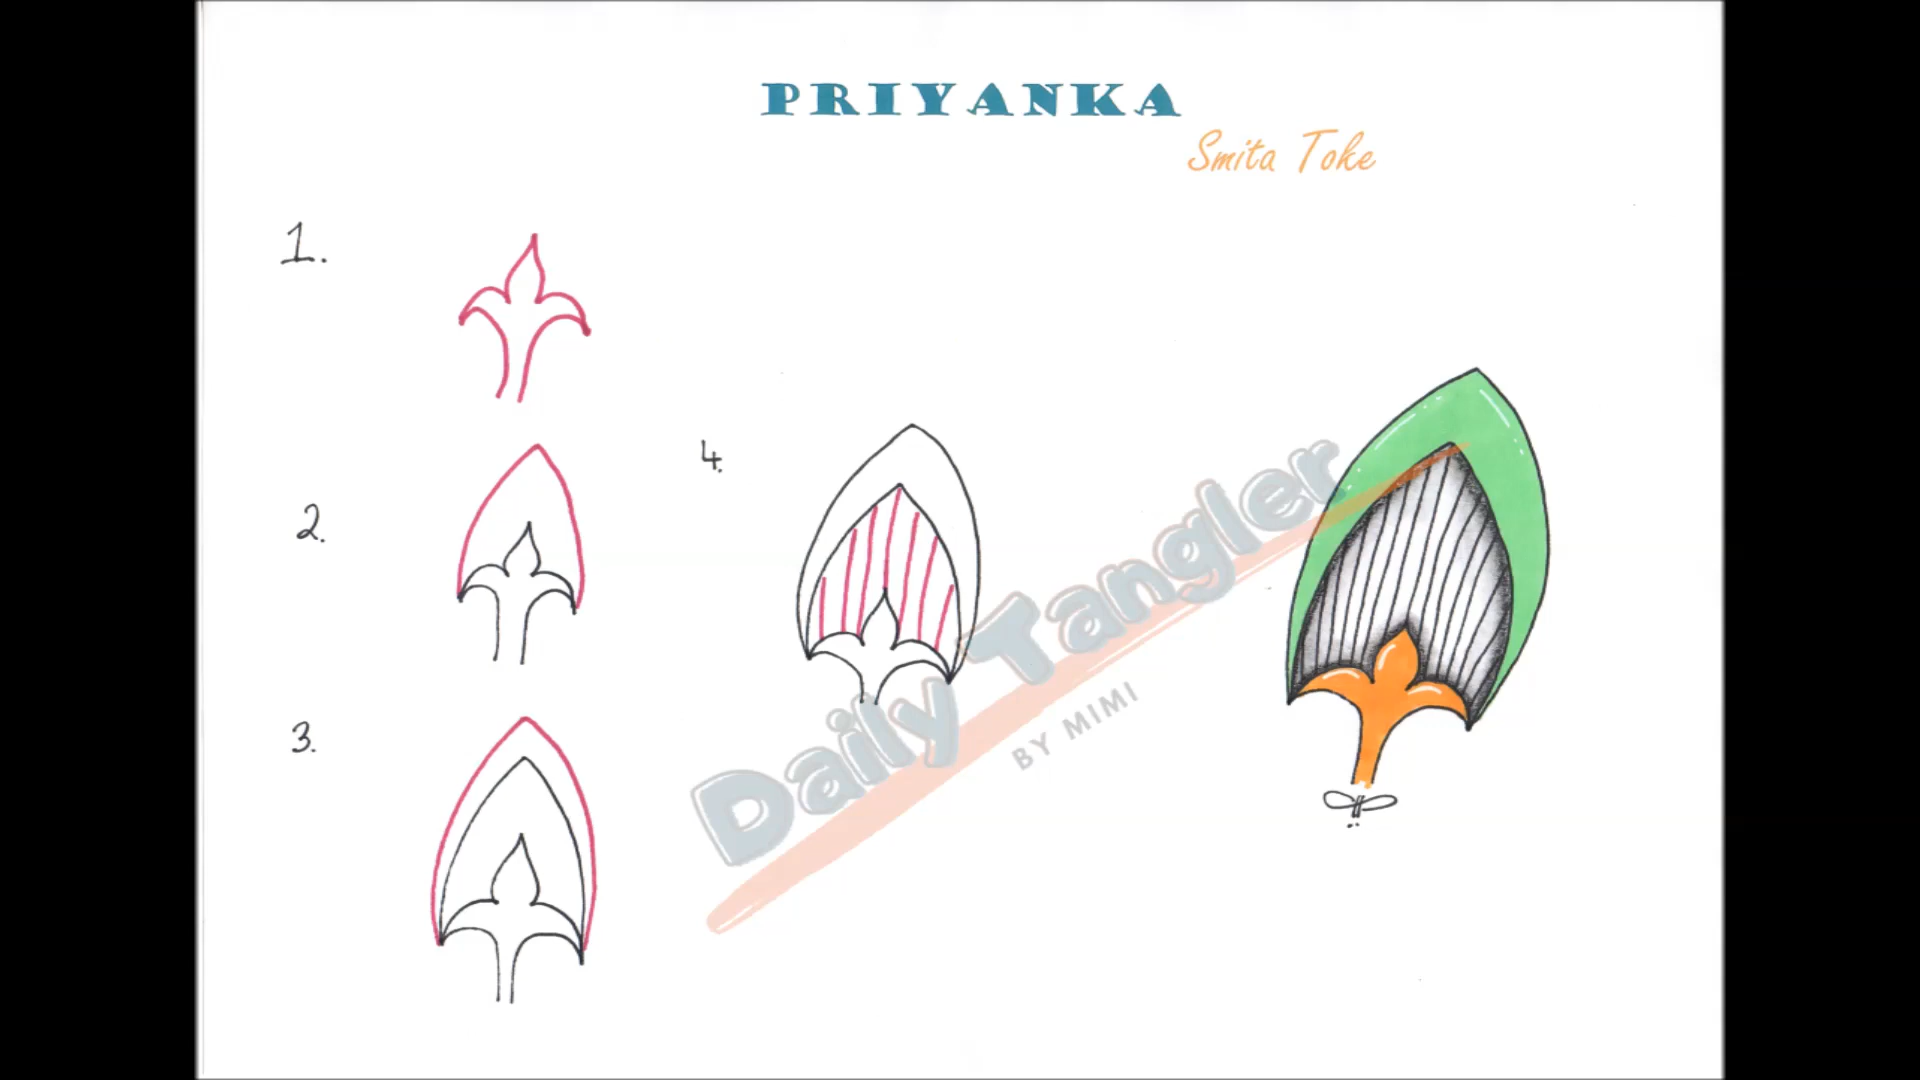 PRIYANKA
Smita Toke
1.
2.
3.
4.
Daily Tangler
BY MIMI